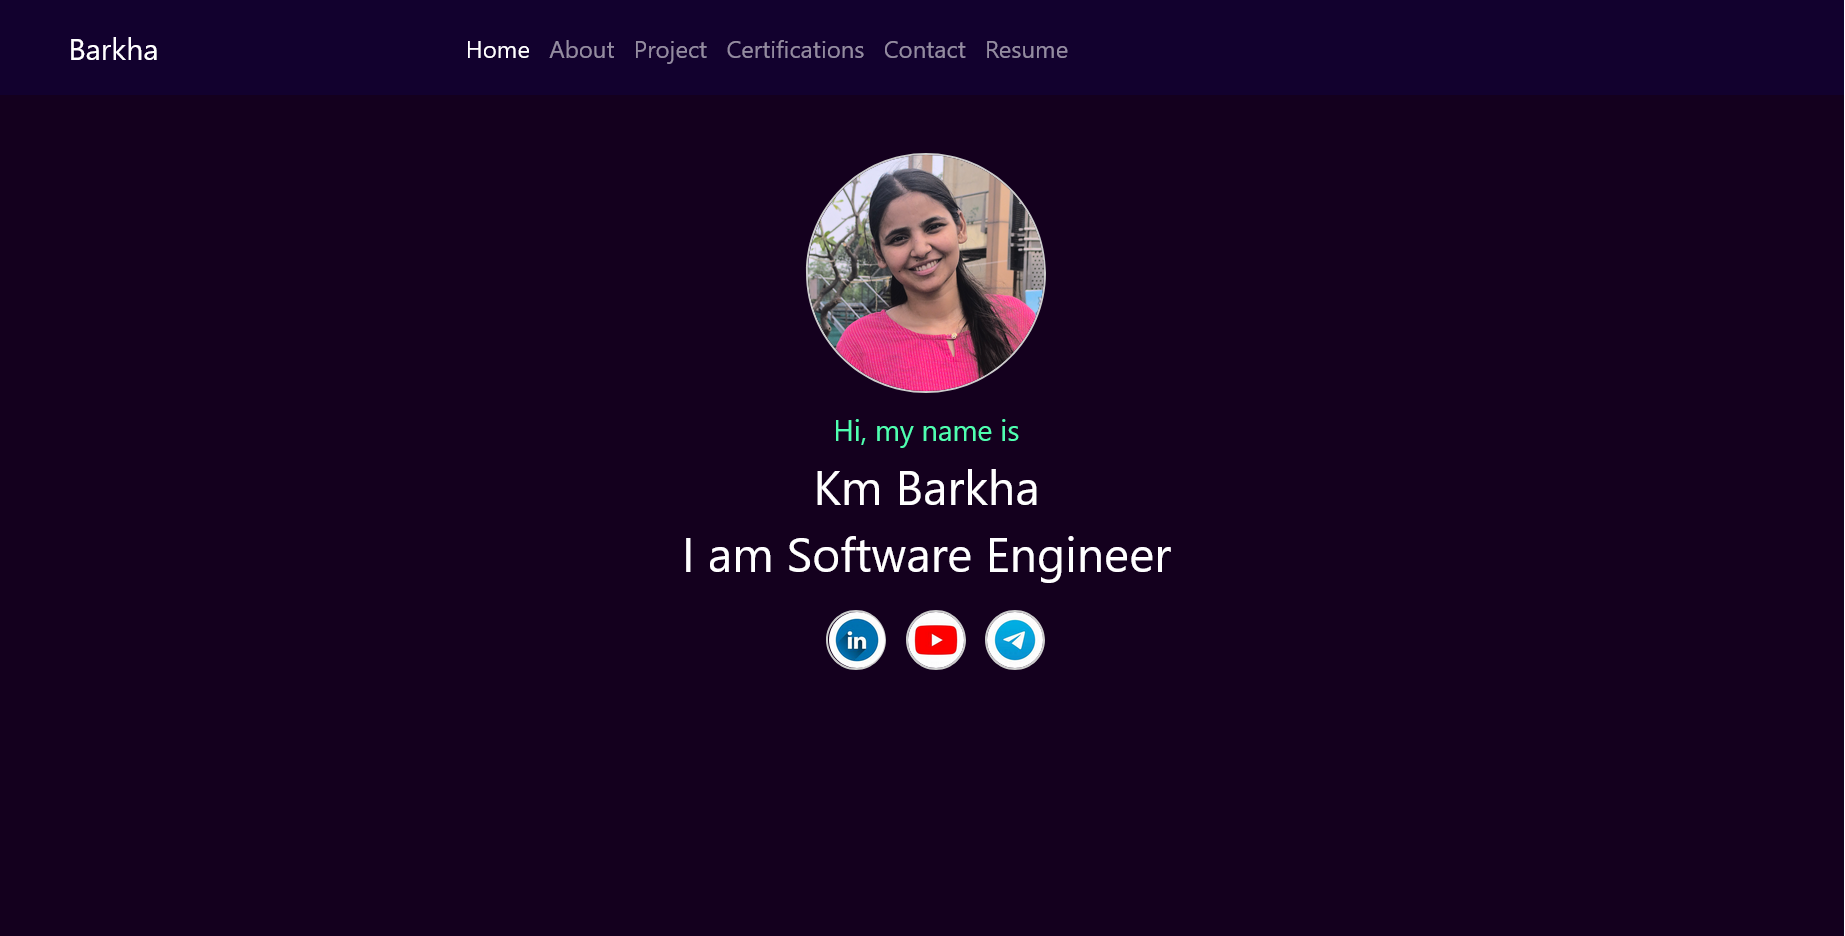 Barkha
Home About Project Certifications Contact Resume
Hi, my name is
Km Barkha
I am Software Engineer
in